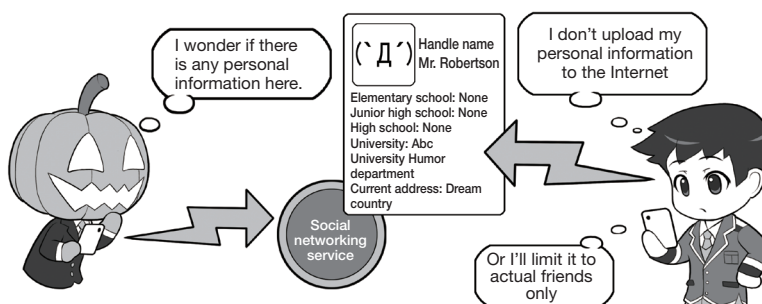 I wonder if there
is any personal
information here.
(`Д´)
Handle name
Mr. Robertson
Elementary school: None
Junior high school: None
High school: None
University: Abc
University Humor
department
Current address: Dream
country
I don't upload my
personal information
to the Internet
Social
networking
service
Or I'll limit it to
actual friends
only